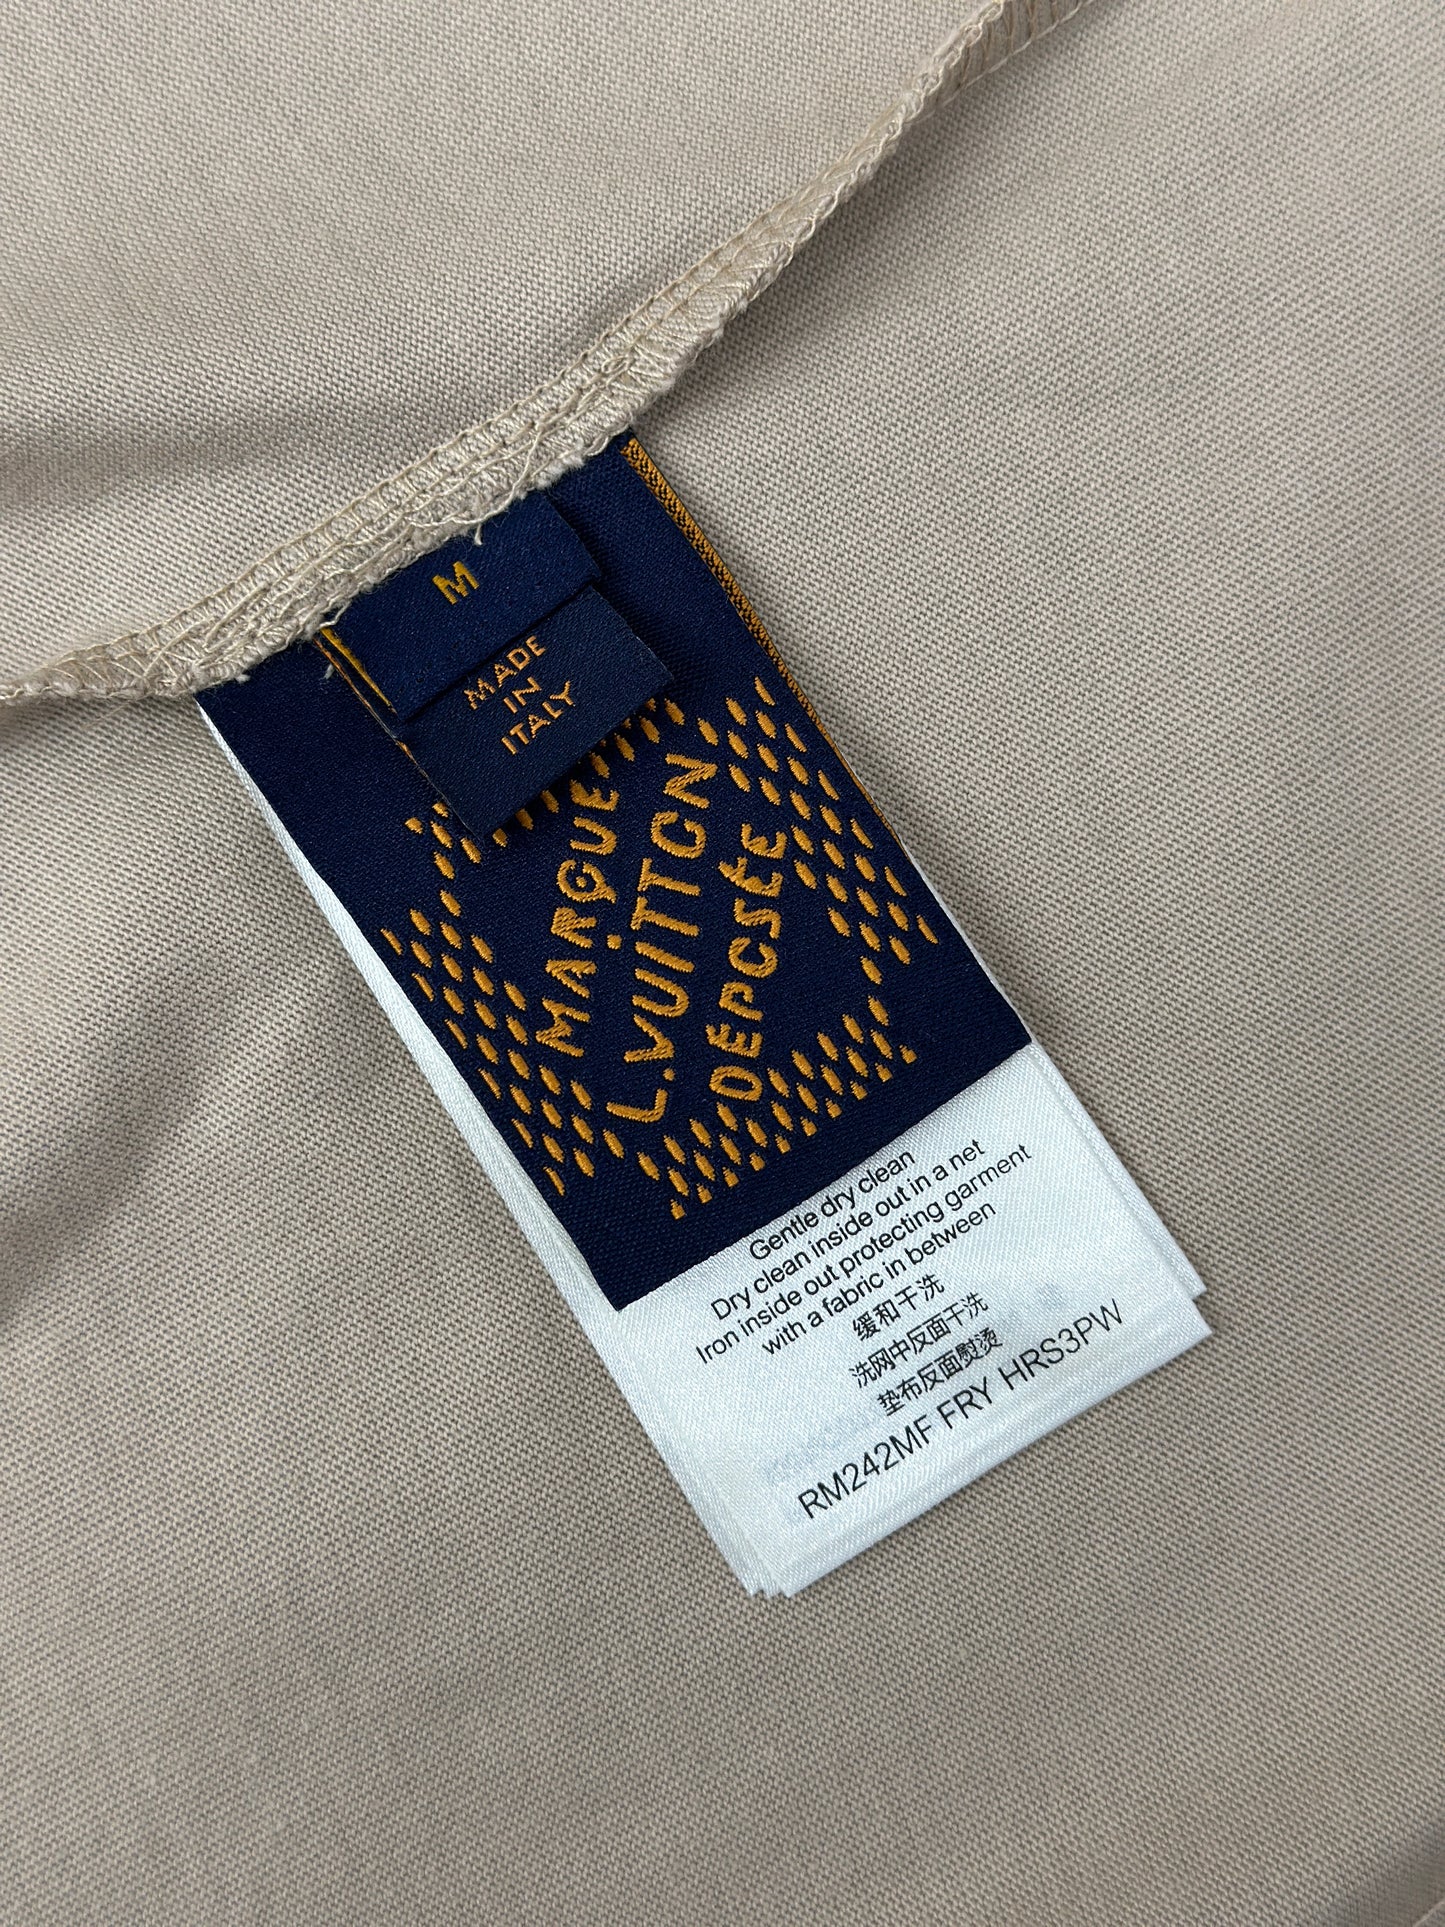 M
MADE
IN
ITALY
MARQUE
L.VUITTON
DEPOSÉE
Gentle dry clean
Dry clean inside out in a net
Iron inside out protecting garment
with a fabric in between
缓和干洗
洗网中反面干洗
垫布反面熨烫
RM242MF FRY HRS3PW